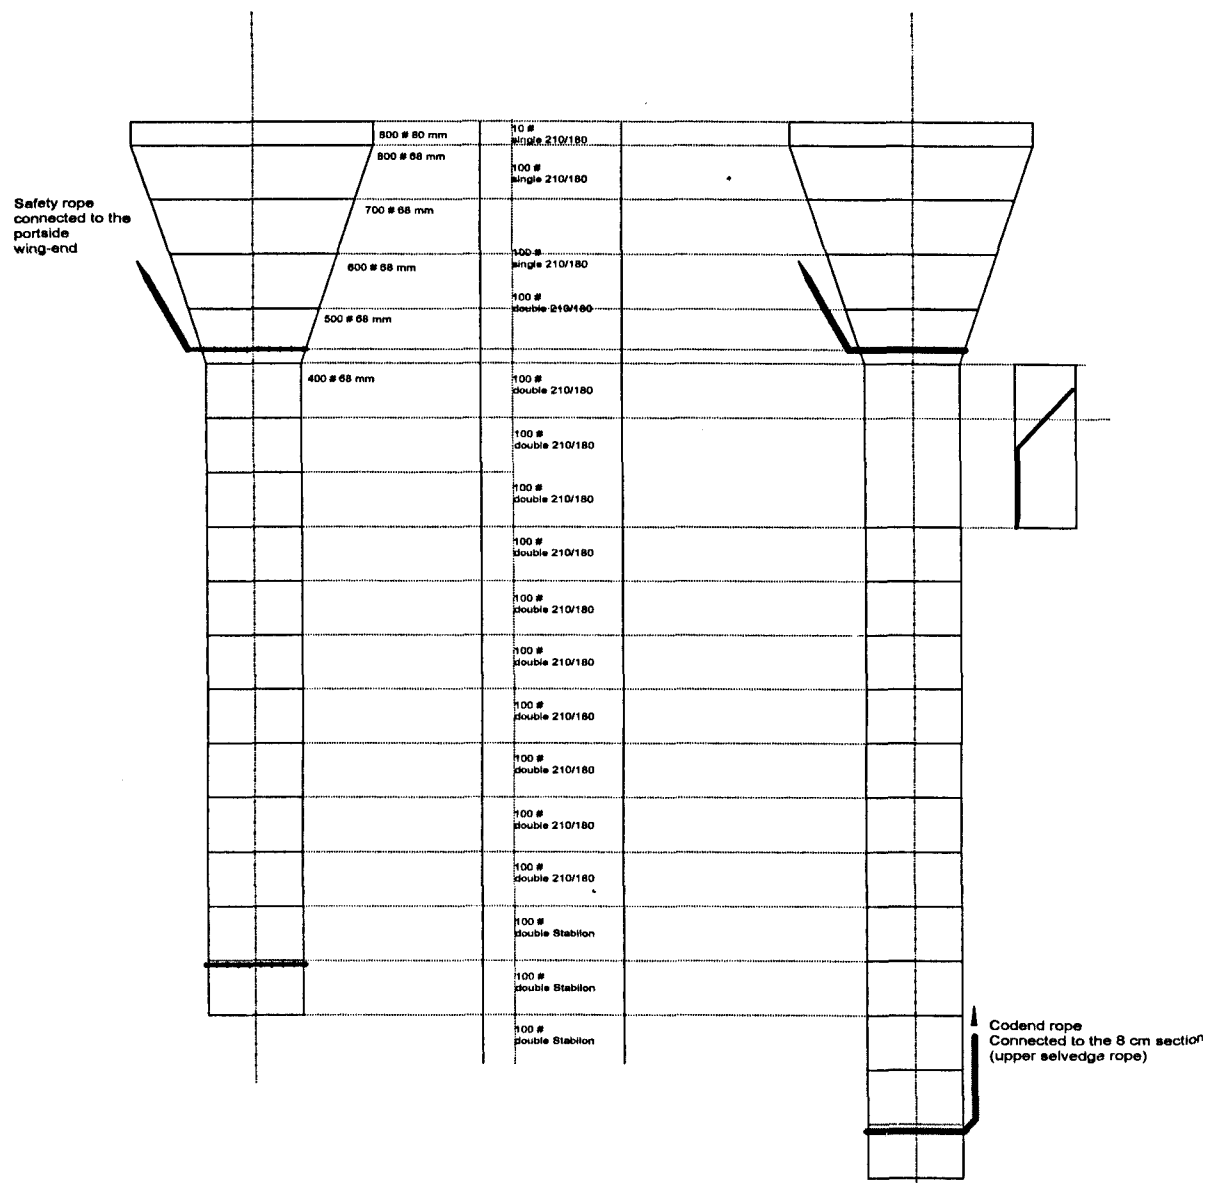 800 # 80 mm
800 # 68 mm
700 # 68 mm
600 # 68 mm
500 # 68 mm
400 # 68 mm
Safety rope
connected to the
portside
wing-end
10 #
single 210/180
100 #
single 210/180
100 #
single 210/180
100 #
double 210/180
100 #
double 210/180
100 #
double 210/180
100 #
double 210/180
100 #
double 210/180
100 #
double 210/180
100 #
double 210/180
100 #
double 210/180
100 #
double 210/180
100 #
double 210/180
100 #
double 210/180
100 #
double Stabilon
100 #
double Stabilon
100 #
double Stabilon
Codend rope
Connected to the 8 cm section
(upper selvedge rope)